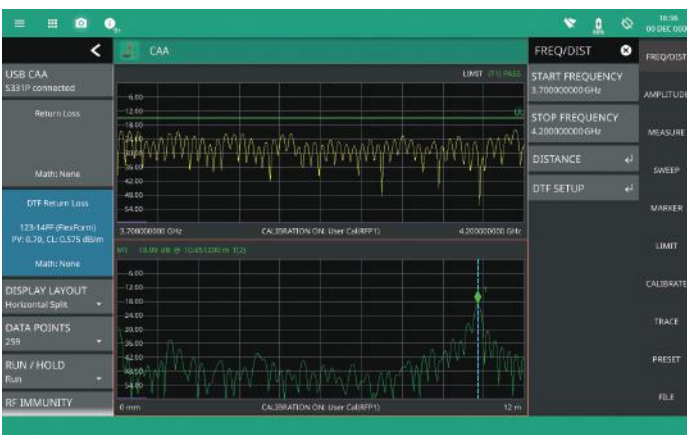 16:36
00 DEC 000
9+
CAA
FREQ/DIST
FREQ/DIST
USB CAA
S331P connected
LIMIT (T1) PASS
START FREQUENCY
3.700000000 GHz
AMPLITUDE
Return Loss
6.00
12.00
18.00
30.00
36.00
42.00
48.00
54.00
STOP FREQUENCY
4.200000000 GHz
MEASURE
Math: None
DISTANCE
SWEEP
DTF SETUP
DTF Return Loss
MARKER
123-14FF (FlexForm)
PV: 0.70, CL: 0.575 dB/m
3.700000000 GHz
CALIBRATION ON: User Cal(RFP1)
4.200000000 GHz
LIMIT
Math: None
6.00
12.00
18.00
24.00
30.00
36.00
42.00
48.00
54.00
DISPLAY LAYOUT
Horizontal Split
CALIBRATE
DATA POINTS
259
TRACE
RUN / HOLD
Run
PRESET
RF IMMUNITY
0 mm
CALIBRATION ON: User Cal(RFP1)
12 m
FILE